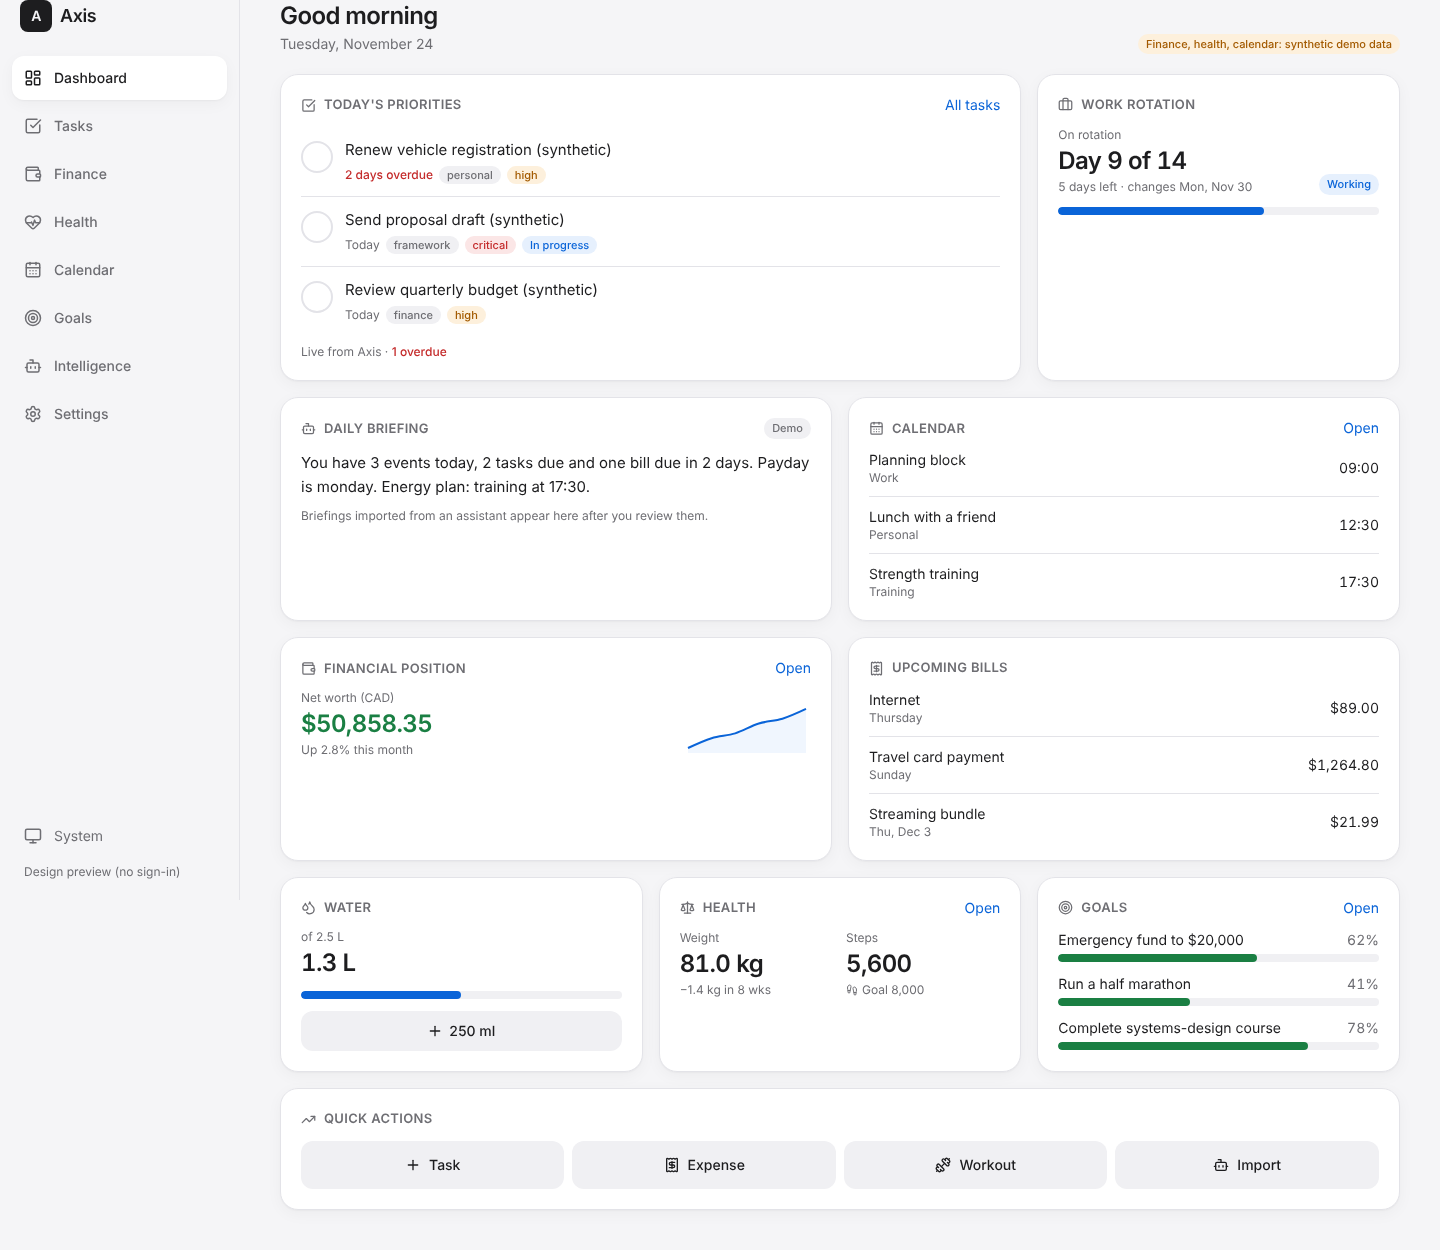 A Axis
Dashboard
Tasks
Finance
Health
Calendar
Goals
Intelligence
Settings
System
Design preview (no sign-in)
Good morning
Tuesday, November 24
Finance, health, calendar: synthetic demo data
TODAY'S PRIORITIES
All tasks
Renew vehicle registration (synthetic)
2 days overdue personal high
Send proposal draft (synthetic)
Today framework critical In progress
Review quarterly budget (synthetic)
Today finance high
Live from Axis · 1 overdue
WORK ROTATION
On rotation
Day 9 of 14
5 days left · changes Mon, Nov 30
Working
DAILY BRIEFING
Demo
You have 3 events today, 2 tasks due and one bill due in 2 days. Payday
is monday. Energy plan: training at 17:30.
Briefings imported from an assistant appear here after you review them.
CALENDAR
Open
Planning block
Work
09:00
Lunch with a friend
Personal
12:30
Strength training
Training
17:30
FINANCIAL POSITION
Open
Net worth (CAD)
$50,858.35
Up 2.8% this month
UPCOMING BILLS
Internet
Thursday
$89.00
Travel card payment
Sunday
$1,264.80
Streaming bundle
Thu, Dec 3
$21.99
WATER
of 2.5 L
1.3 L
+ 250 ml
HEALTH
Open
Weight
81.0 kg
−1.4 kg in 8 wks
Steps
5,600
Goal 8,000
GOALS
Open
Emergency fund to $20,000 62%
Run a half marathon 41%
Complete systems-design course 78%
QUICK ACTIONS
+ Task
Expense
Workout
Import